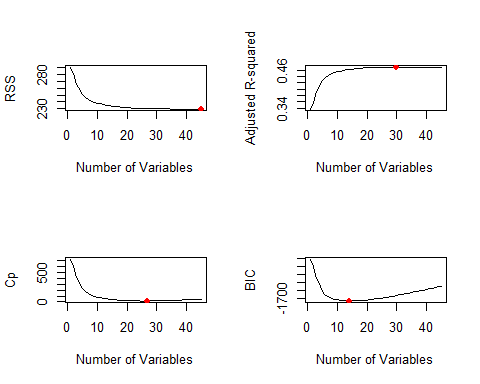 RSS
230 280
0 10 20 30 40
Number of Variables
Adjusted R-squared
0.34 0.46
0 10 20 30 40
Number of Variables
Cp
0 500
0 10 20 30 40
Number of Variables
BIC
-1700
0 10 20 30 40
Number of Variables